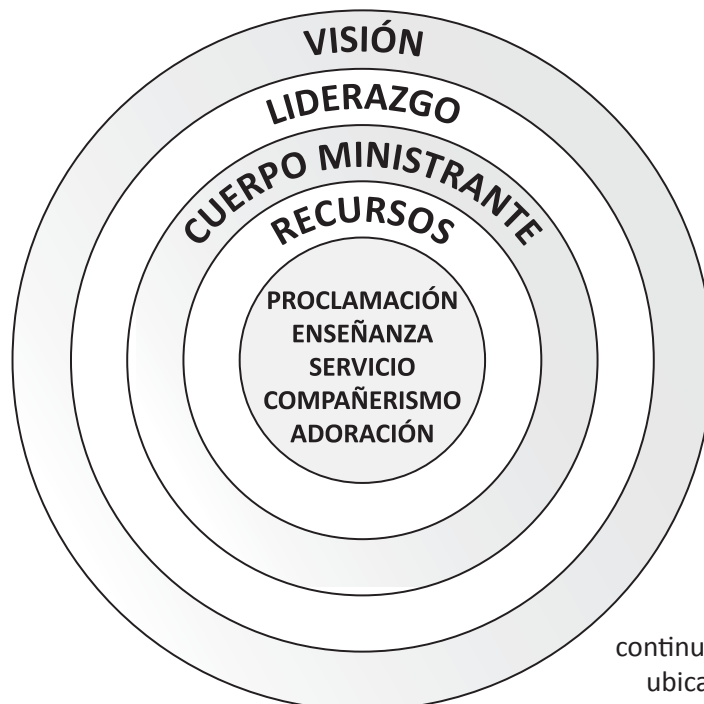 VISIÓN
LIDERAZGO
CUERPO MINISTRANTE
RECURSOS
PROCLAMACIÓN
ENSEÑANZA
SERVICIO
COMPAÑERISMO
ADORACIÓN
continu
ubica